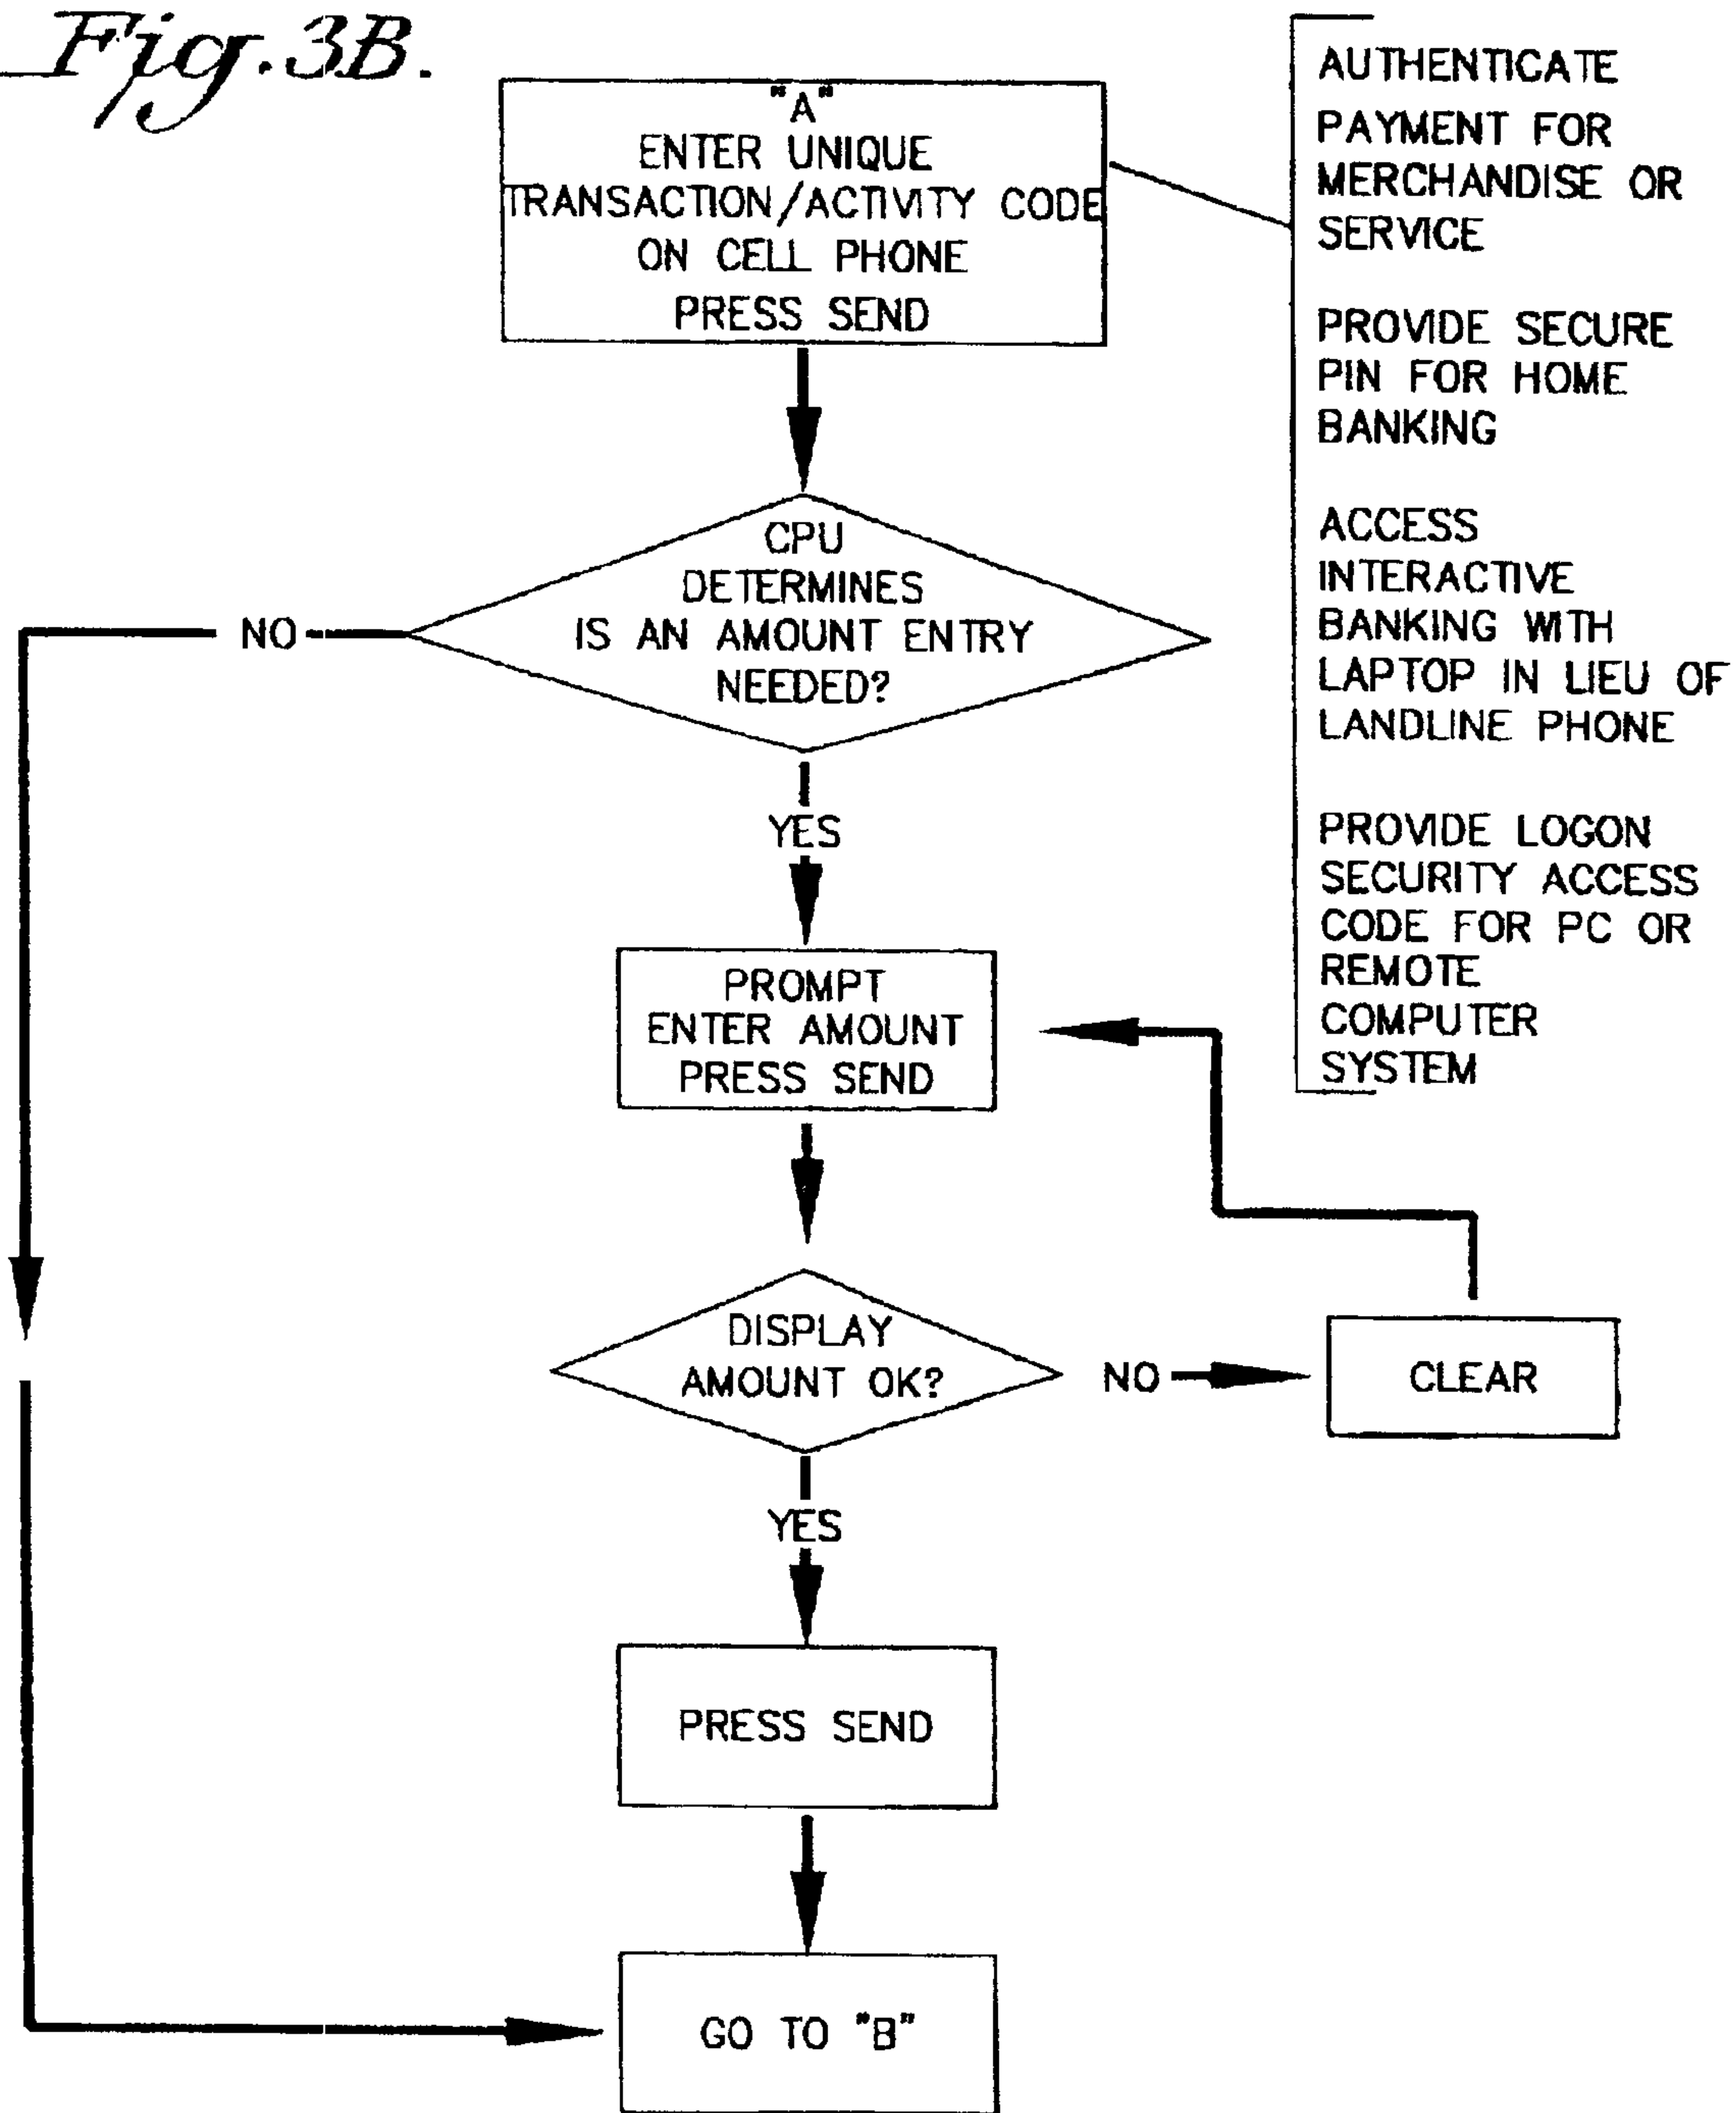 Fig. 3B.
"A"
ENTER UNIQUE
TRANSACTION/ACTIVITY CODE
ON CELL PHONE
PRESS SEND
AUTHENTICATE
PAYMENT FOR
MERCHANDISE OR
SERVICE
PROVIDE SECURE
PIN FOR HOME
BANKING
ACCESS
INTERACTIVE
BANKING WITH
LAPTOP IN LIEU OF
LANDLINE PHONE
PROVIDE LOGON
SECURITY ACCESS
CODE FOR PC OR
REMOTE
COMPUTER
SYSTEM
CPU
DETERMINES
IS AN AMOUNT ENTRY
NEEDED?
NO
YES
PROMPT
ENTER AMOUNT
PRESS SEND
DISPLAY
AMOUNT OK?
NO
CLEAR
YES
PRESS SEND
GO TO "B"